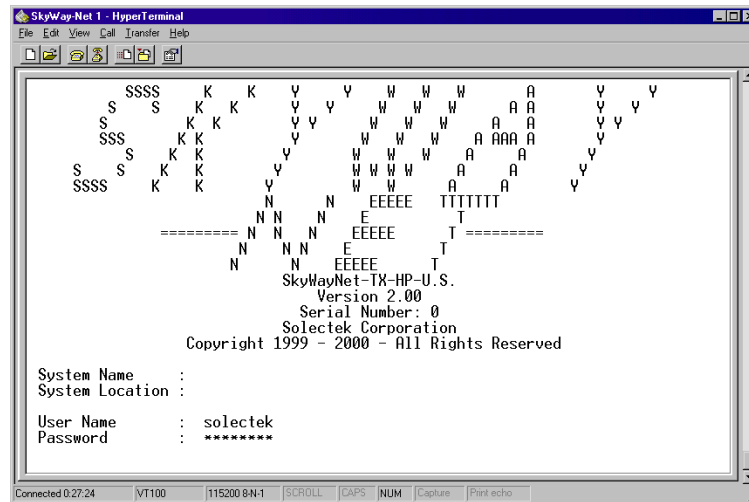 SkyWay-Net 1 - HyperTerminal
File Edit View Call Transfer Help
SSSS K K Y Y W W W A Y Y
S S K K Y Y W W W A A Y Y
S K K Y Y W W W A A Y Y
SSS K K Y W W W A AAA A Y
S K K Y W W W A A Y
S S K K Y W W W W A A Y
SSSS K K Y W W A A Y
N N EEEEE TTTTTTT
N N N E T
========= N N N EEEEE T =========
N N N E T
N N EEEEE T
SkyWayNet-TX-HP-U.S.
Version 2.00
Serial Number: 0
Solectek Corporation
Copyright 1999 - 2000 - All Rights Reserved
System Name :
System Location :
User Name : solectek
Password : ********
Connected 0:27:24 VT100 115200 8-N-1 SCROLL CAPS NUM Capture Print echo